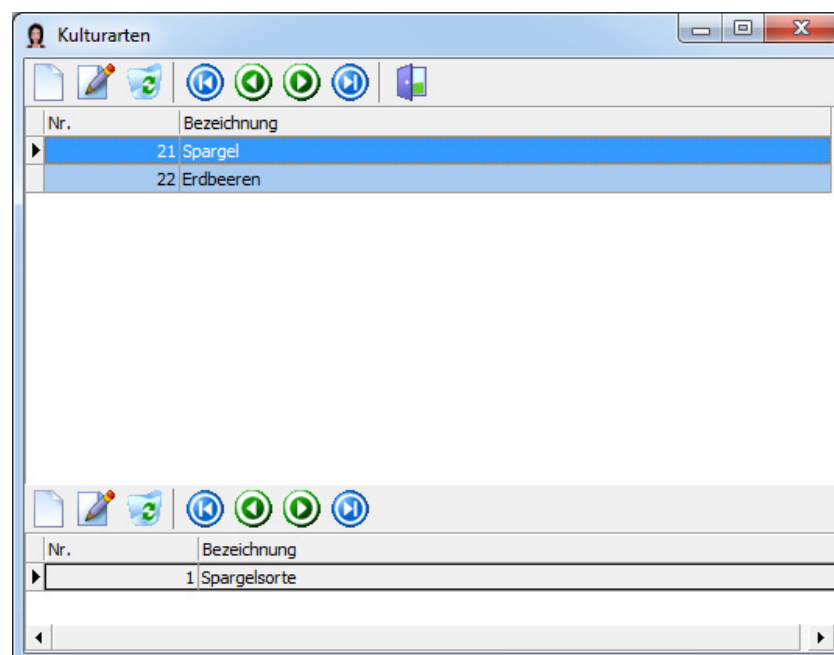 Kulturarten
Nr. Bezeichnung
21 Spargel
22 Erdbeeren
Nr. Bezeichnung
1 Spargelsorte